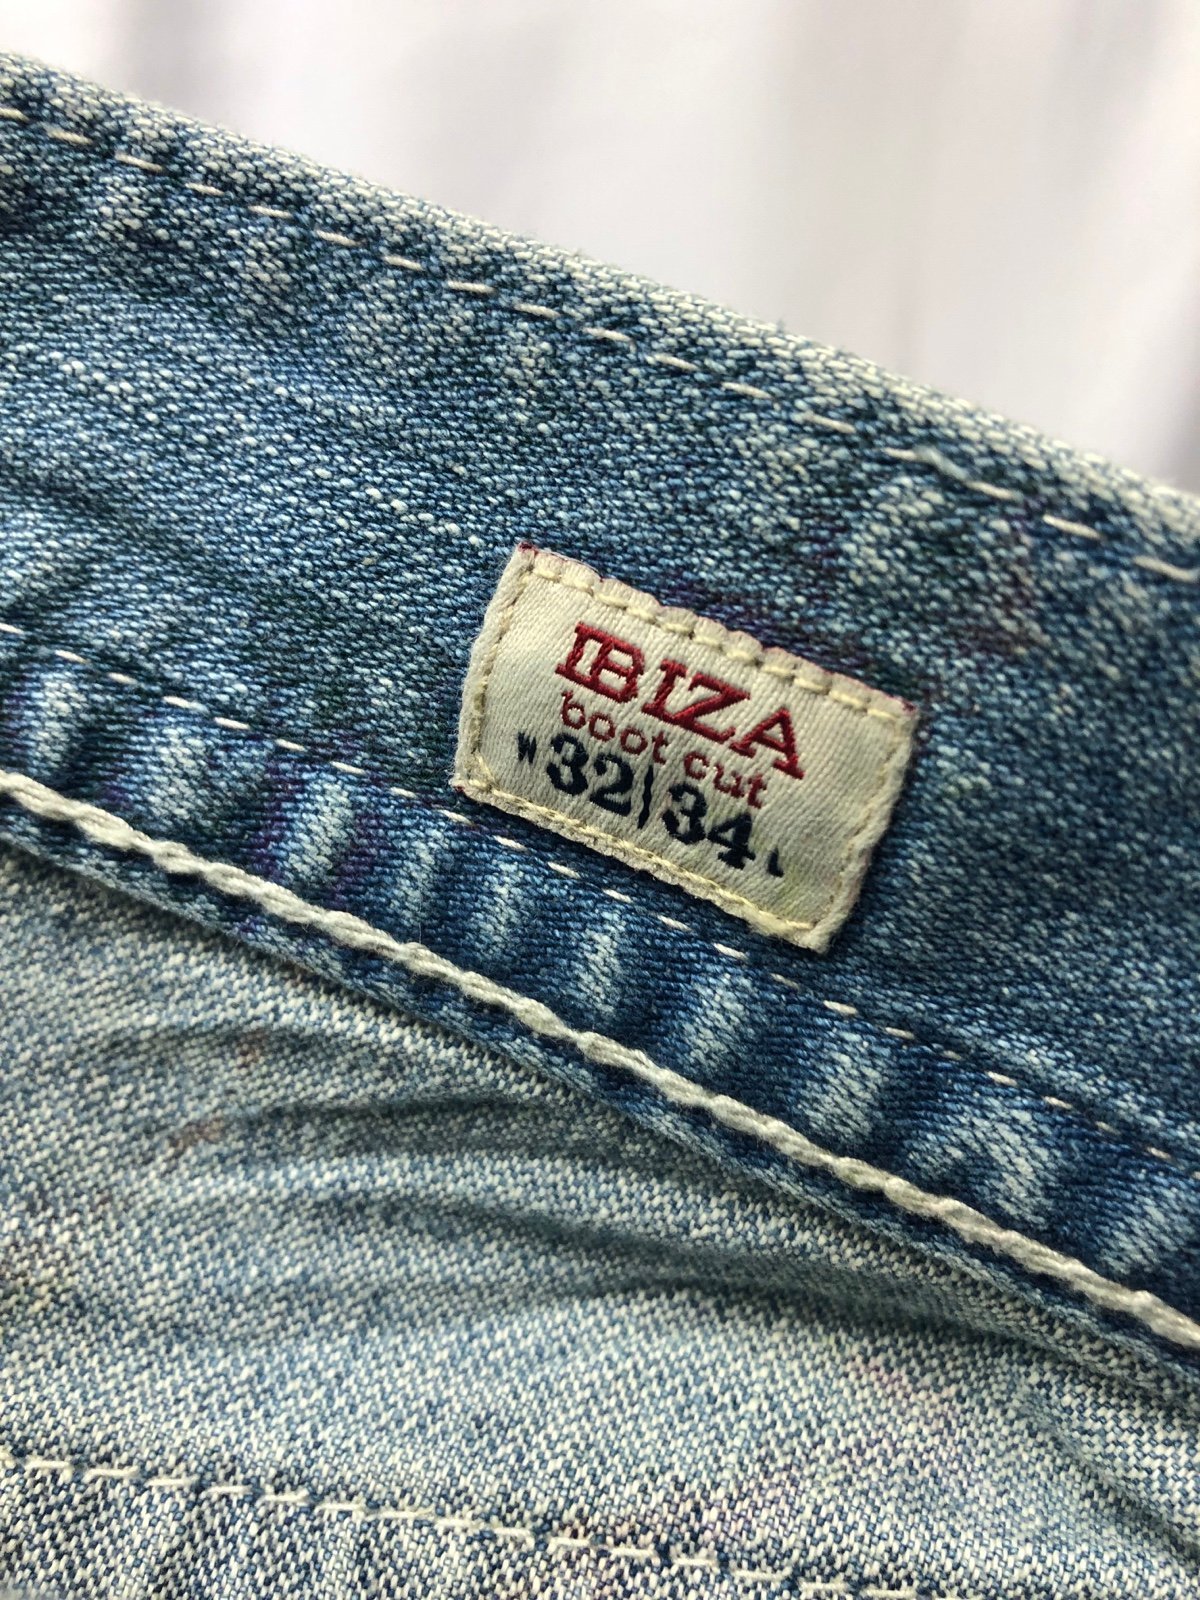 IBIZA
boot cut
W 32\34 L